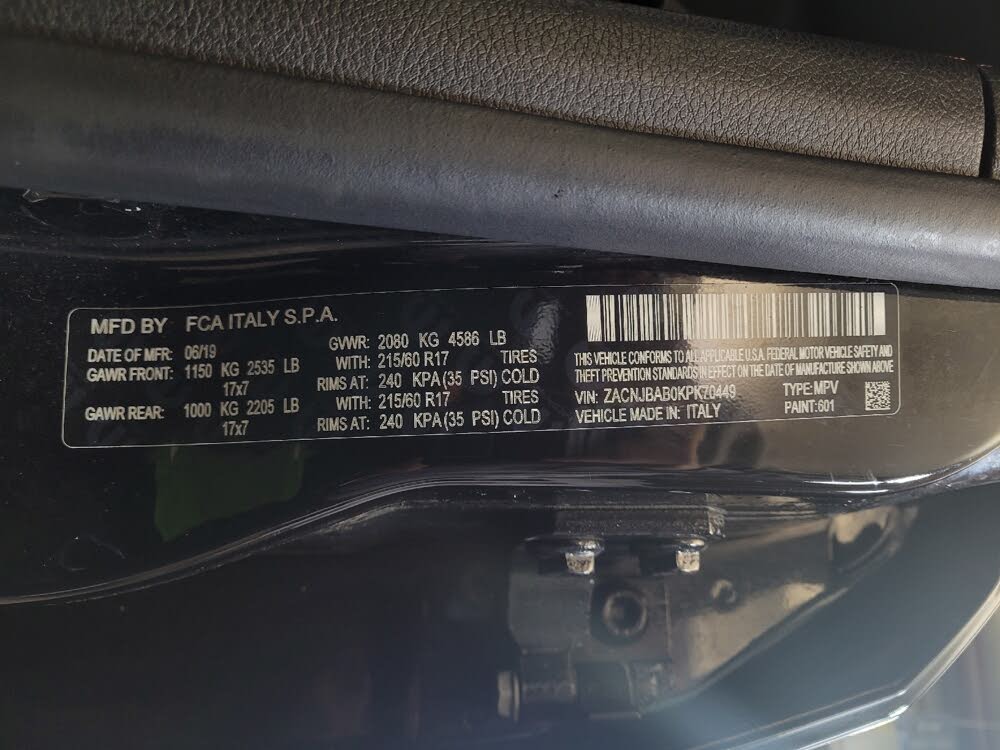 MFD BY FCA ITALY S.P.A.
DATE OF MFR: 06/19 GVWR: 2080 KG 4586 LB
GAWR FRONT: 1150 KG 2535 LB WITH: 215/60 R17 TIRES
17x7 RIMS AT: 240 KPA (35 PSI) COLD
GAWR REAR: 1000 KG 2205 LB WITH: 215/60 R17 TIRES
17x7 RIMS AT: 240 KPA (35 PSI) COLD
THIS VEHICLE CONFORMS TO ALL APPLICABLE U.S.A. FEDERAL MOTOR VEHICLE SAFETY AND
THEFT PREVENTION STANDARDS IN EFFECT ON THE DATE OF MANUFACTURE SHOWN ABOVE
VIN: ZACNJBAB0KPK70449 TYPE: MPV
VEHICLE MADE IN: ITALY PAINT: 601